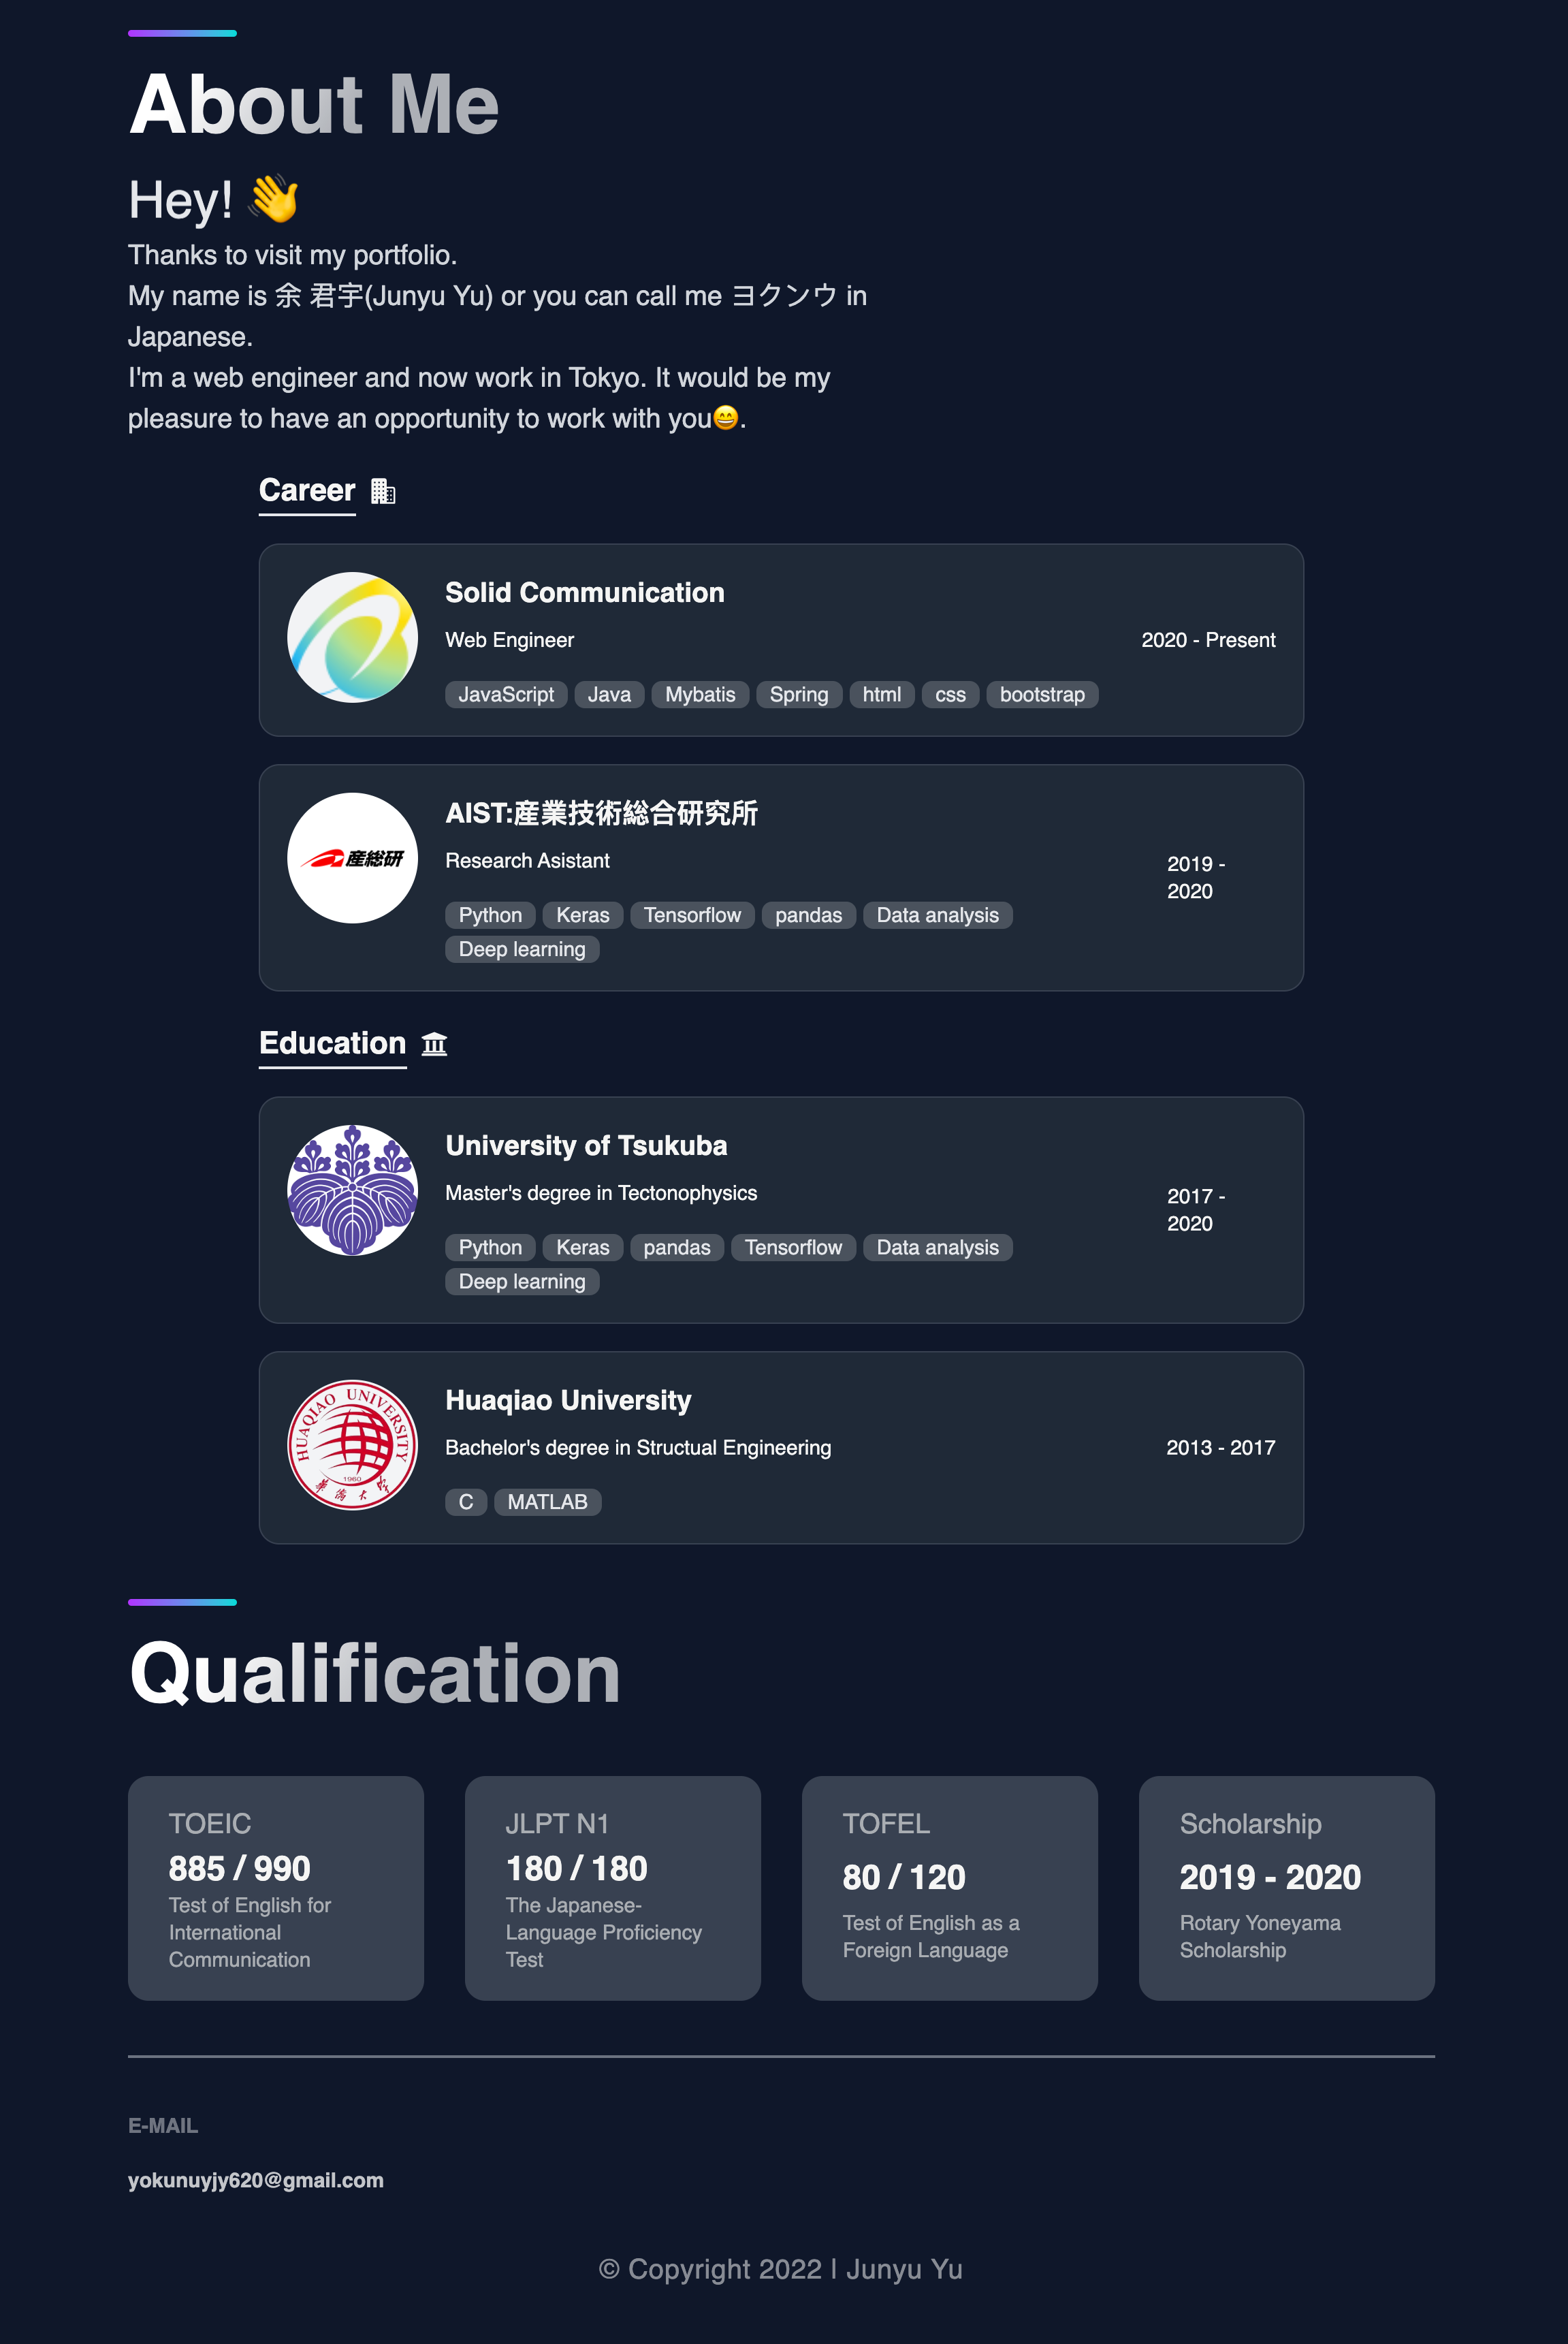 About Me
Hey! 👋
Thanks to visit my portfolio.
My name is 余 君宇(Junyu Yu) or you can call me ヨクンウ in
Japanese.
I'm a web engineer and now work in Tokyo. It would be my
pleasure to have an opportunity to work with you😄.
Career
Solid Communication
Web Engineer
2020 - Present
JavaScript Java Mybatis Spring html css bootstrap
産総研
AIST:産業技術総合研究所
Research Asistant
2019 -
2020
Python Keras Tensorflow pandas Data analysis
Deep learning
Education
University of Tsukuba
Master's degree in Tectonophysics
2017 -
2020
Python Keras pandas Tensorflow Data analysis
Deep learning
HUAQIAO UNIVERSITY
1960
華僑大學
Huaqiao University
Bachelor's degree in Structual Engineering
2013 - 2017
C MATLAB
Qualification
TOEIC
885 / 990
Test of English for
International
Communication
JLPT N1
180 / 180
The Japanese-
Language Proficiency
Test
TOFEL
80 / 120
Test of English as a
Foreign Language
Scholarship
2019 - 2020
Rotary Yoneyama
Scholarship
E-MAIL
yokunuyjy620@gmail.com
© Copyright 2022 | Junyu Yu